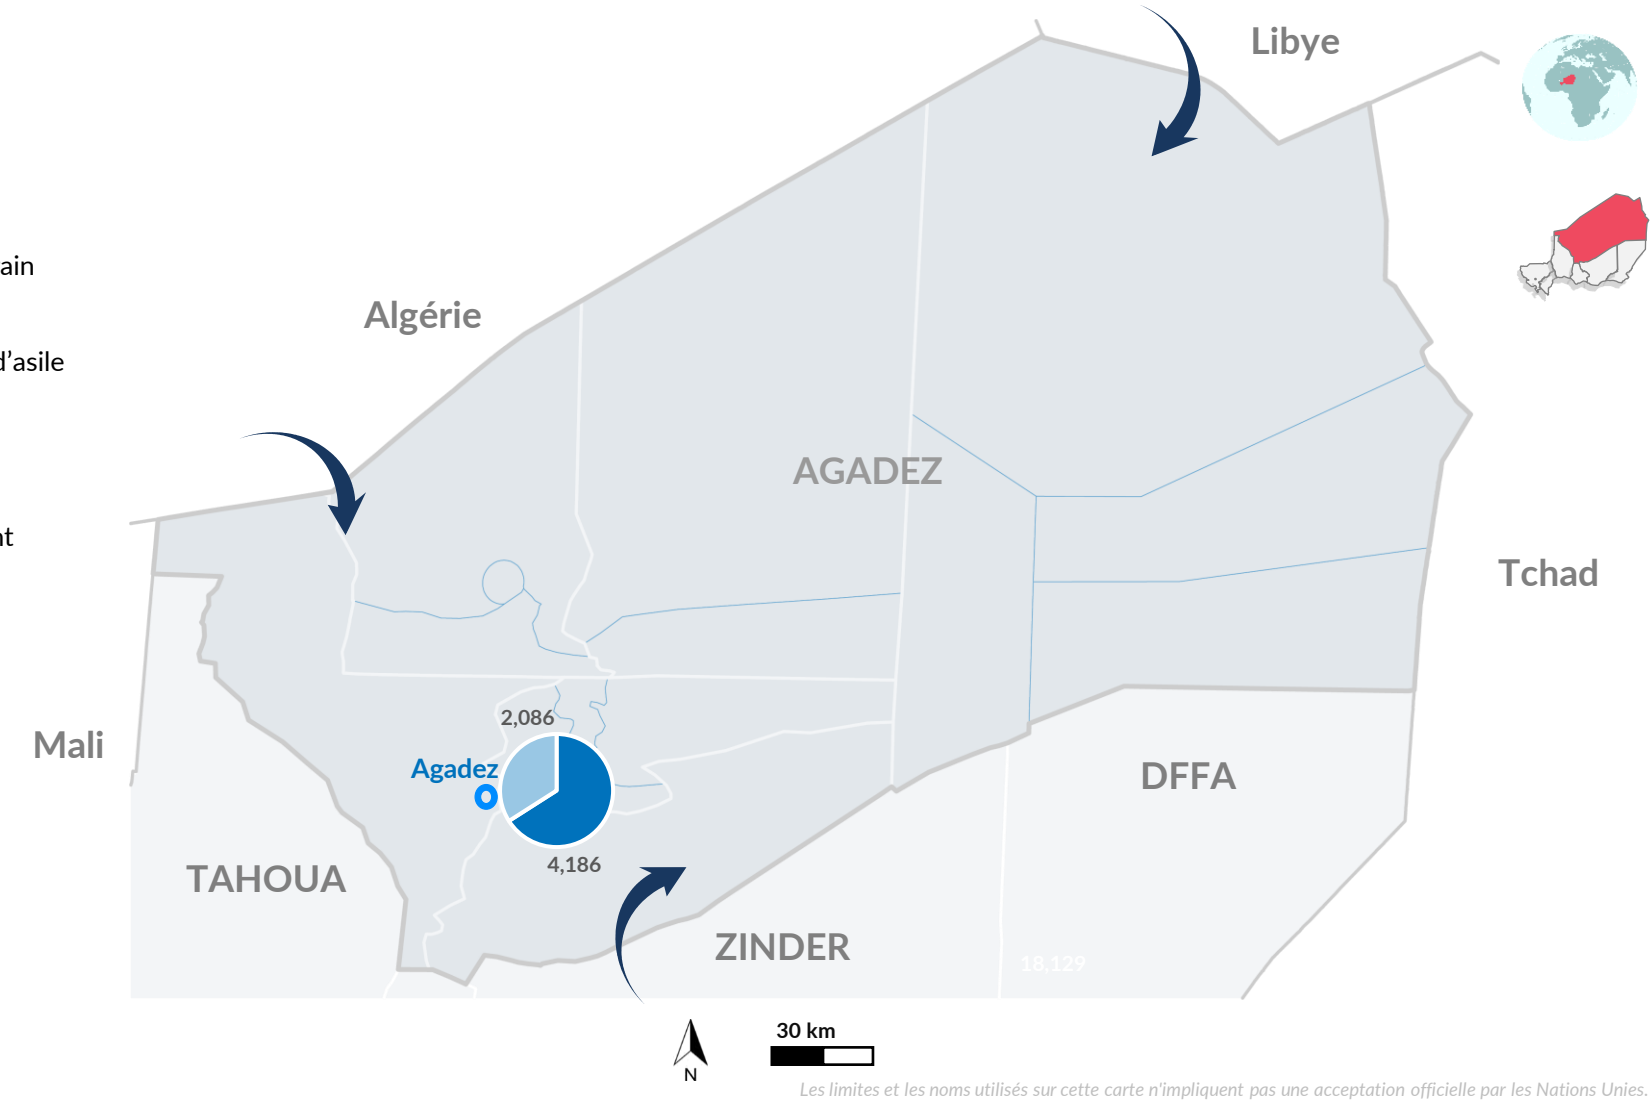 Libye
ain
Algérie
d’asile
AGADEZ
nt
Tchad
2,086
Mali
Agadez
DFFA
4,186
TAHOUA
ZINDER
18,129
30 km
N
Les limites et les noms utilisés sur cette carte n'impliquent pas une acceptation officielle par les Nations Unies.